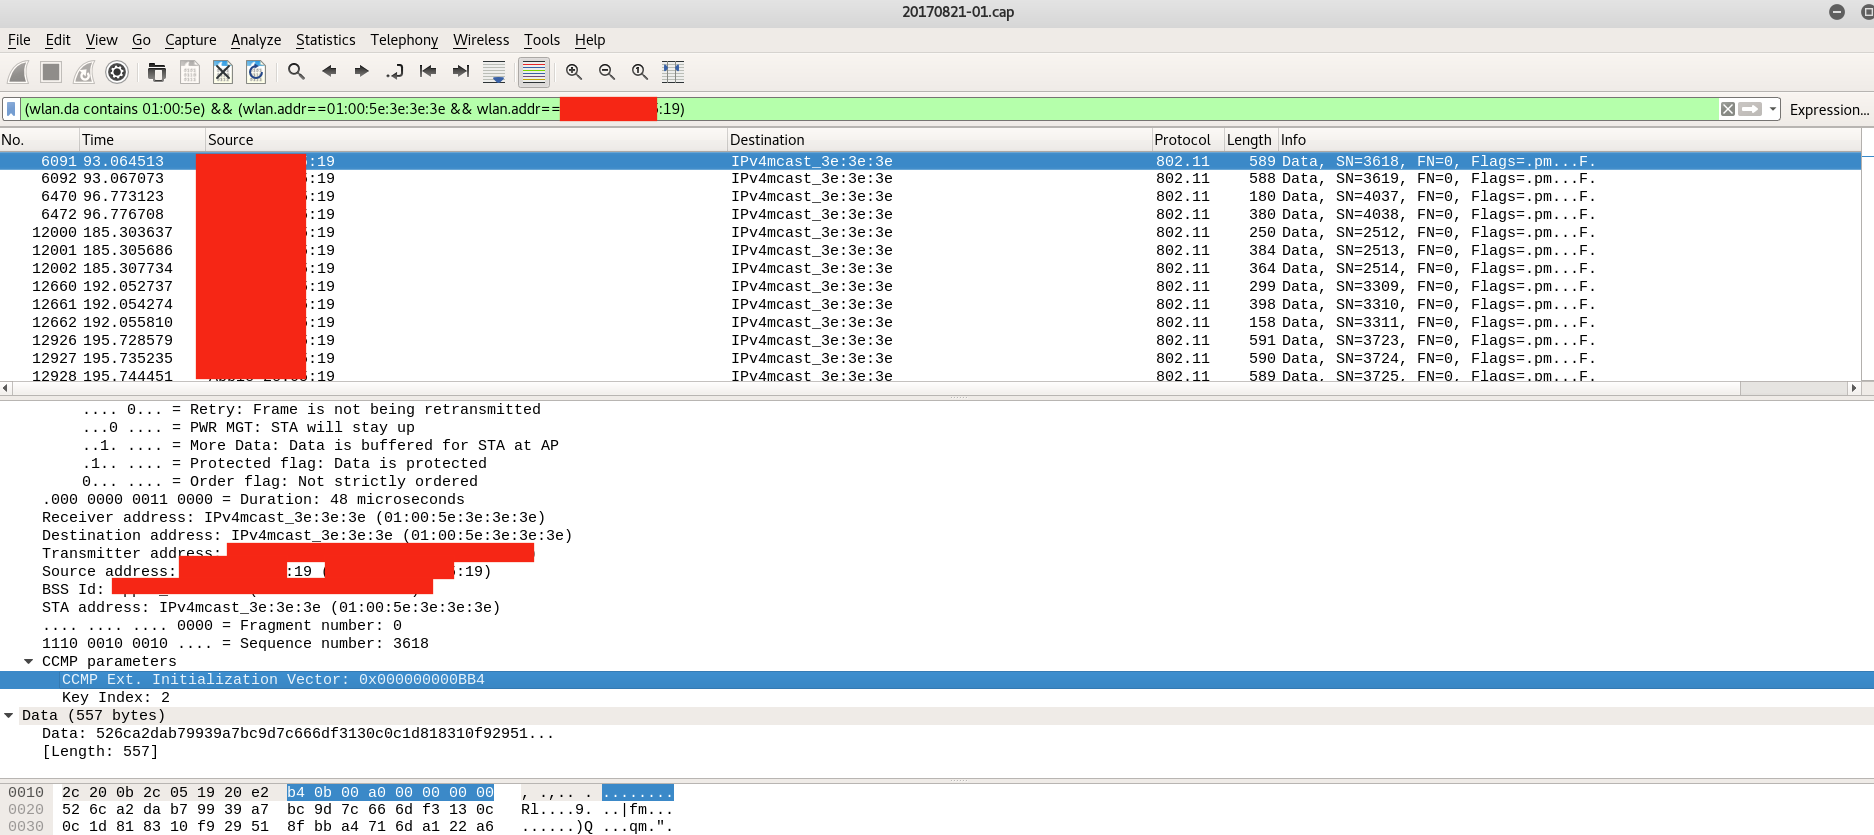 20170821-01.cap
File Edit View Go Capture Analyze Statistics Telephony Wireless Tools Help
(wlan.da contains 01:00:5e) && (wlan.addr==01:00:5e:3e:3e:3e && wlan.addr== :19) Expression...
No. Time Source Destination Protocol Length Info
6091 93.064513 :19 IPv4mcast_3e:3e:3e 802.11 589 Data, SN=3618, FN=0, Flags=.pm...F.
6092 93.067073 :19 IPv4mcast_3e:3e:3e 802.11 588 Data, SN=3619, FN=0, Flags=.pm...F.
6470 96.773123 :19 IPv4mcast_3e:3e:3e 802.11 180 Data, SN=4037, FN=0, Flags=.pm...F.
6472 96.776708 :19 IPv4mcast_3e:3e:3e 802.11 380 Data, SN=4038, FN=0, Flags=.pm...F.
12000 185.303637 :19 IPv4mcast_3e:3e:3e 802.11 250 Data, SN=2512, FN=0, Flags=.pm...F.
12001 185.305686 :19 IPv4mcast_3e:3e:3e 802.11 384 Data, SN=2513, FN=0, Flags=.pm...F.
12002 185.307734 :19 IPv4mcast_3e:3e:3e 802.11 364 Data, SN=2514, FN=0, Flags=.pm...F.
12660 192.052737 :19 IPv4mcast_3e:3e:3e 802.11 299 Data, SN=3309, FN=0, Flags=.pm...F.
12661 192.054274 :19 IPv4mcast_3e:3e:3e 802.11 398 Data, SN=3310, FN=0, Flags=.pm...F.
12662 192.055810 :19 IPv4mcast_3e:3e:3e 802.11 158 Data, SN=3311, FN=0, Flags=.pm...F.
12926 195.728579 :19 IPv4mcast_3e:3e:3e 802.11 591 Data, SN=3723, FN=0, Flags=.pm...F.
12927 195.735235 :19 IPv4mcast_3e:3e:3e 802.11 590 Data, SN=3724, FN=0, Flags=.pm...F.
12928 195.744451 :19 IPv4mcast_3e:3e:3e 802.11 589 Data, SN=3725, FN=0, Flags=.pm...F.
.... 0... = Retry: Frame is not being retransmitted
...0 .... = PWR MGT: STA will stay up
..1. .... = More Data: Data is buffered for STA at AP
.1.. .... = Protected flag: Data is protected
0... .... = Order flag: Not strictly ordered
.000 0000 0011 0000 = Duration: 48 microseconds
Receiver address: IPv4mcast_3e:3e:3e (01:00:5e:3e:3e:3e)
Destination address: IPv4mcast_3e:3e:3e (01:00:5e:3e:3e:3e)
Transmitter address:
Source address: :19 ( :19)
BSS Id:
STA address: IPv4mcast_3e:3e:3e (01:00:5e:3e:3e:3e)
.... .... .... 0000 = Fragment number: 0
1110 0010 0010 .... = Sequence number: 3618
CCMP parameters
CCMP Ext. Initialization Vector: 0x000000000BB4
Key Index: 2
Data (557 bytes)
Data: 526ca2dab79939a7bc9d7c666df3130c0c1d818310f92951...
[Length: 557]
0010 2c 20 0b 2c 05 19 20 e2 b4 0b 00 a0 00 00 00 00 , .,.. . ........
0020 52 6c a2 da b7 99 39 a7 bc 9d 7c 66 6d f3 13 0c Rl....9. ..|fm...
0030 0c 1d 81 83 10 f9 29 51 8f bb a4 71 6d a1 22 a6 ......)Q ...qm.".